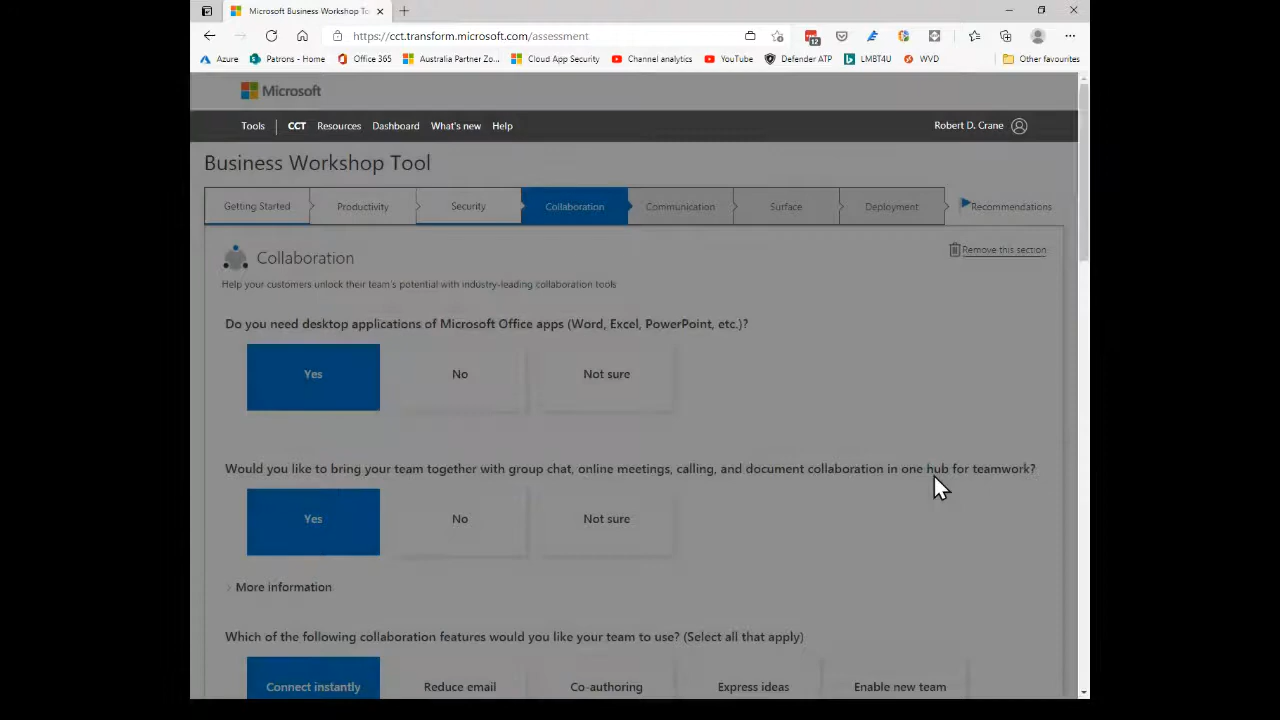 Microsoft Business Workshop To
https://cct.transform.microsoft.com/assessment
12
Azure
Patrons - Home
Office 365
Australia Partner Zo...
Cloud App Security
Channel analytics
YouTube
Defender ATP
LMBT4U
WVD
Other favourites
Microsoft
Tools
CCT
Resources
Dashboard
What's new
Help
Robert D. Crane
Business Workshop Tool
Getting Started
Productivity
Security
Collaboration
Communication
Surface
Deployment
Recommendations
Collaboration
Remove this section
Help your customers unlock their team's potential with industry-leading collaboration tools
Do you need desktop applications of Microsoft Office apps (Word, Excel, PowerPoint, etc.)?
Yes
No
Not sure
Would you like to bring your team together with group chat, online meetings, calling, and document collaboration in one hub for teamwork?
Yes
No
Not sure
More information
Which of the following collaboration features would you like your team to use? (Select all that apply)
Connect instantly
Reduce email
Co-authoring
Express ideas
Enable new team